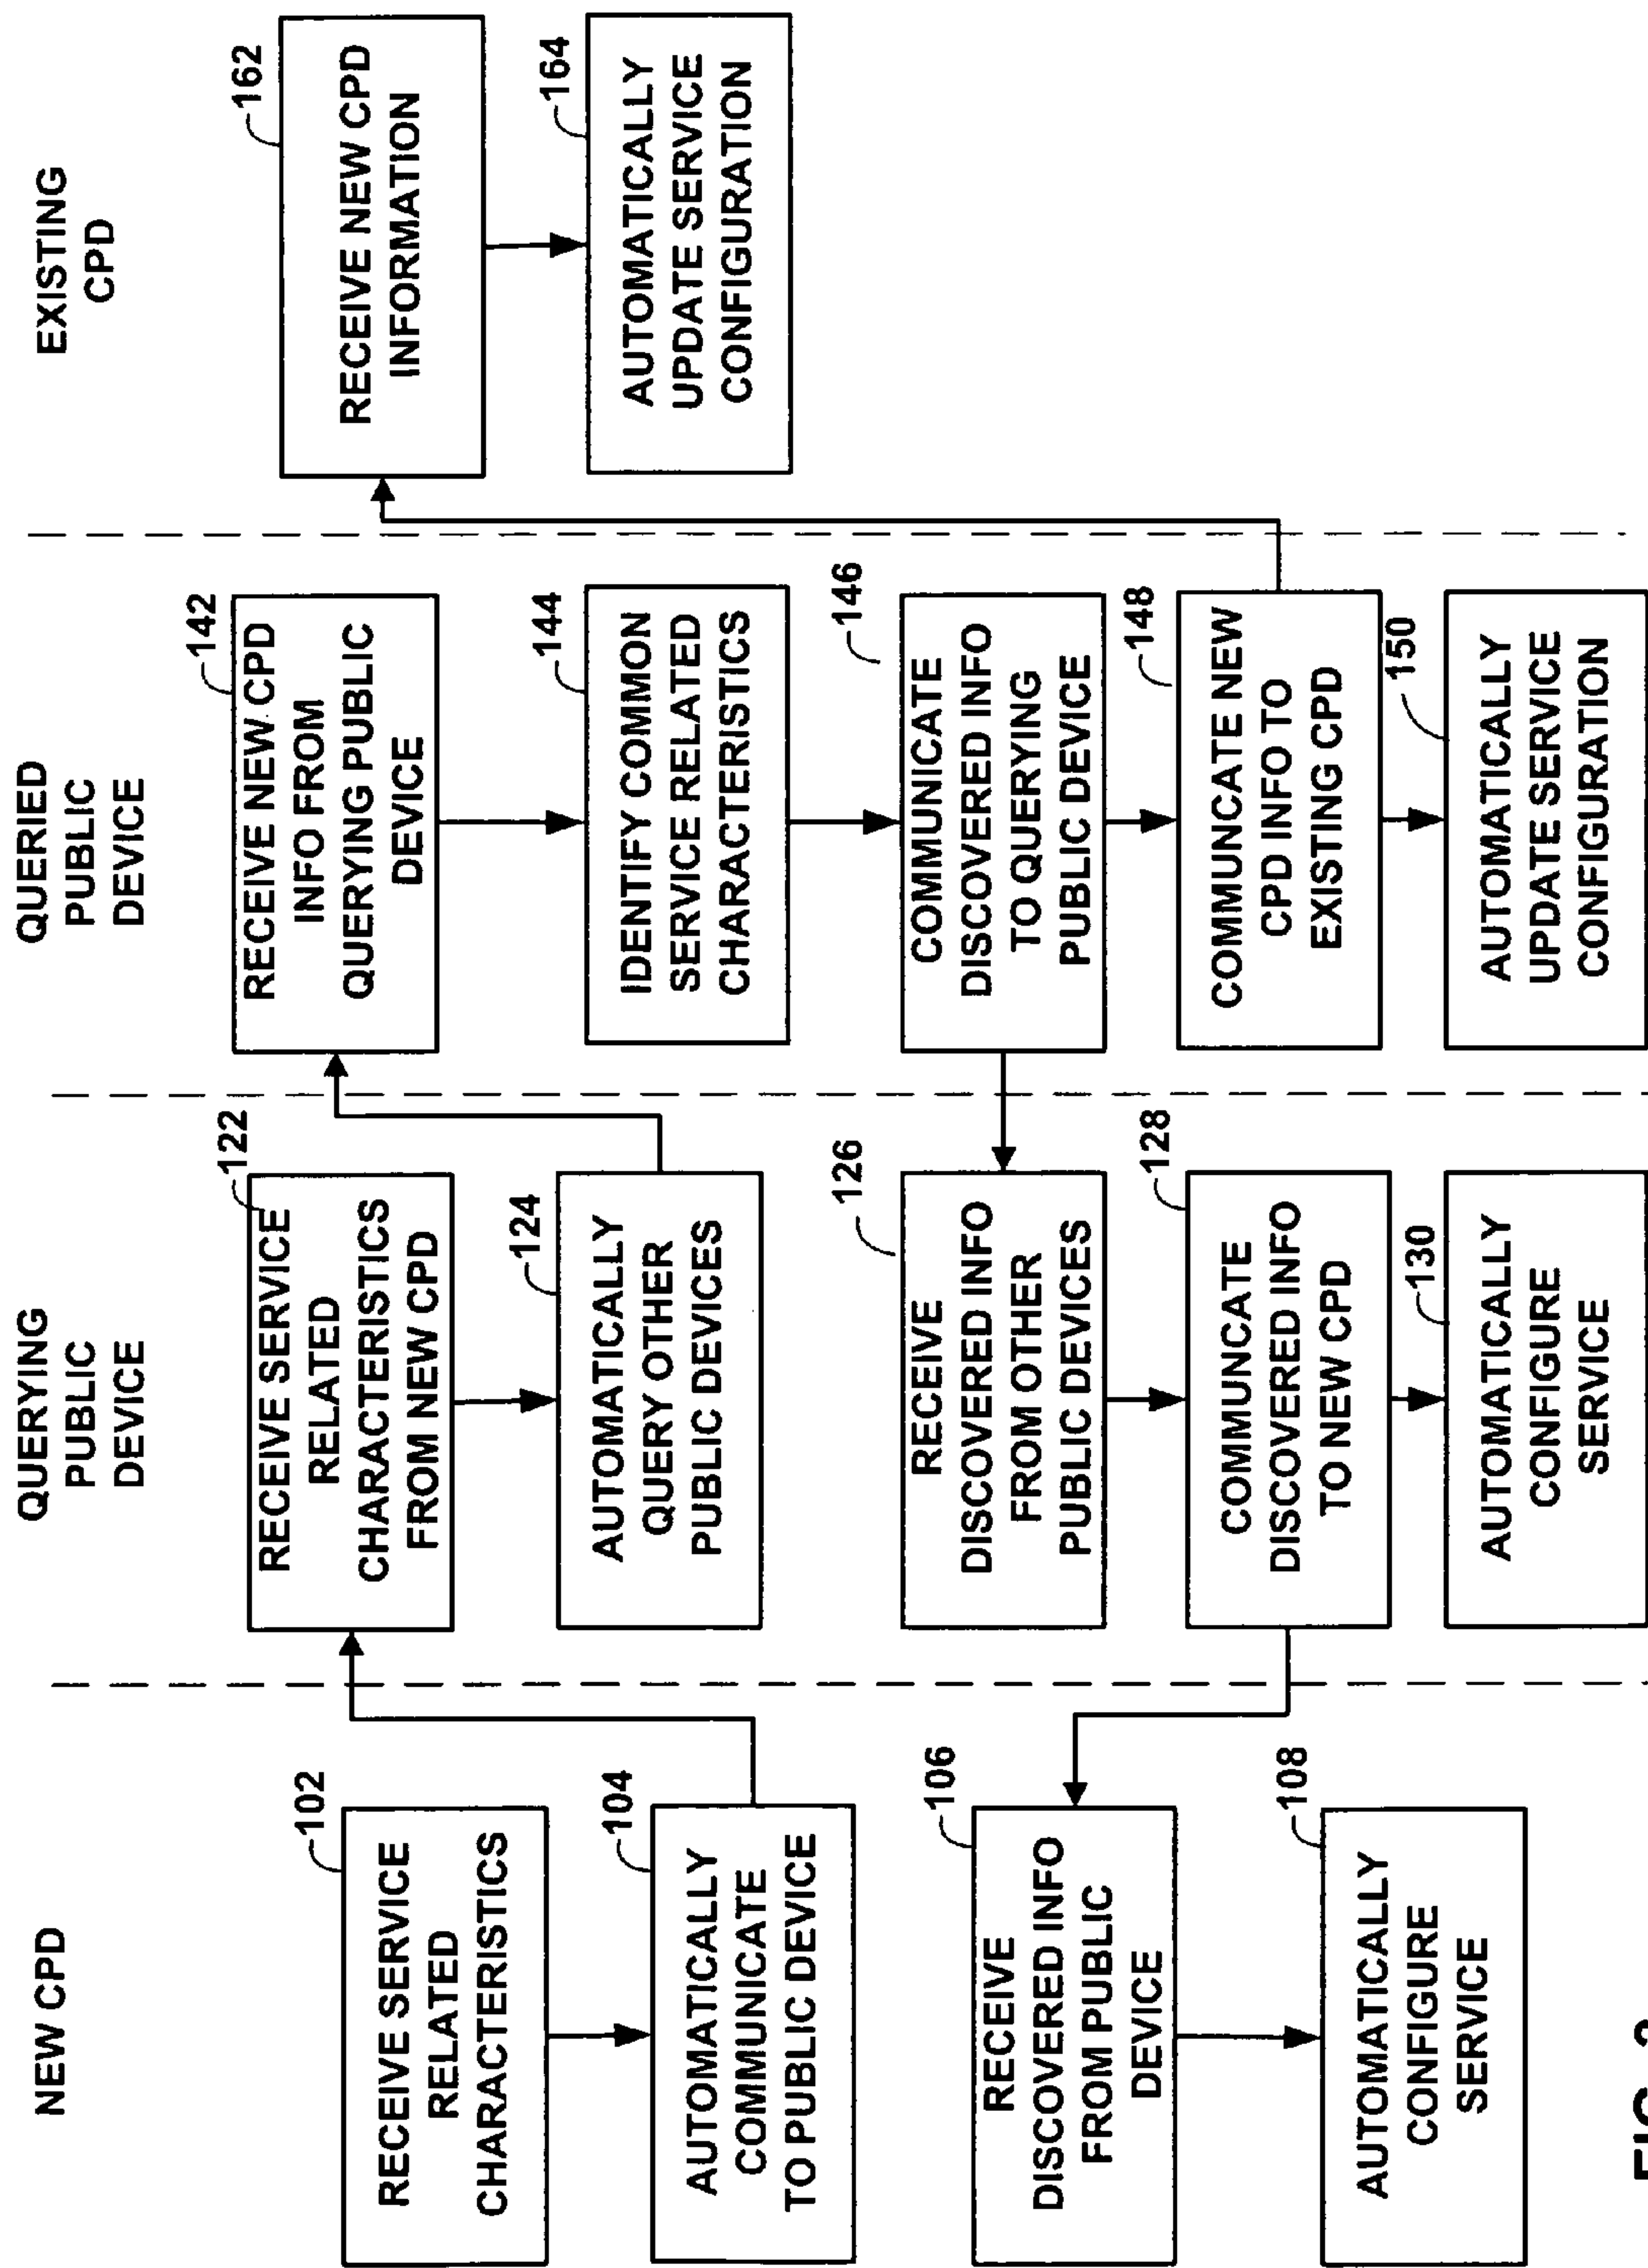 NEW CPD
102
RECEIVE SERVICE
RELATED
CHARACTERISTICS
104
AUTOMATICALLY
COMMUNICATE
TO PUBLIC DEVICE
106
RECEIVE
DISCOVERED INFO
FROM PUBLIC
DEVICE
108
AUTOMATICALLY
CONFIGURE
SERVICE
QUERYING
PUBLIC
DEVICE
122
RECEIVE SERVICE
RELATED
CHARACTERISTICS
FROM NEW CPD
124
AUTOMATICALLY
QUERY OTHER
PUBLIC DEVICES
126
RECEIVE
DISCOVERED INFO
FROM OTHER
PUBLIC DEVICES
128
COMMUNCATE
DISCOVERED INFO
TO NEW CPD
130
AUTOMATICALLY
CONFIGURE
SERVICE
QUERIED
PUBLIC
DEVICE
142
RECEIVE NEW CPD
INFO FROM
QUERYING PUBLIC
DEVICE
144
IDENTIFY COMMON
SERVICE RELATED
CHARACTERISTICS
146
COMMUNICATE
DISCOVERED INFO
TO QUERYING
PUBLIC DEVICE
148
COMMUNCATE NEW
CPD INFO TO
EXISTING CPD
150
AUTOMATICALLY
UPDATE SERVICE
CONFIGURATION
EXISTING
CPD
162
RECEIVE NEW CPD
INFORMATION
164
AUTOMATICALLY
UPDATE SERVICE
CONFIGURATION